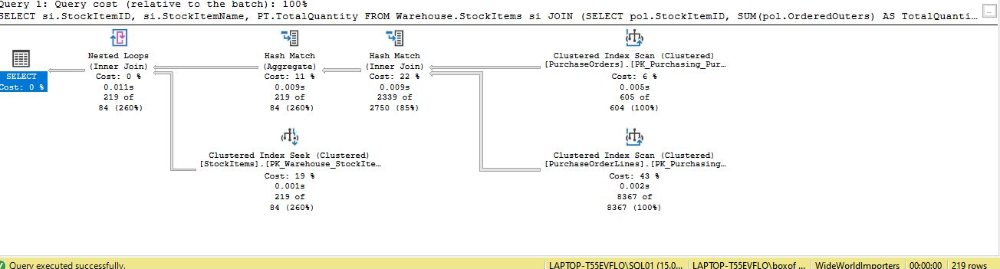 Query 1: Query cost (relative to the batch): 100%
SELECT si.StockItemID, si.StockItemName, PT.TotalQuantity FROM Warehouse.StockItems si JOIN (SELECT pol.StockItemID, SUM(pol.OrderedOuters) AS TotalQuanti...
SELECT
Cost: 0 %
Nested Loops
(Inner Join)
Cost: 0 %
0.011s
219 of
84 (260%)
Hash Match
(Aggregate)
Cost: 11 %
0.009s
219 of
84 (260%)
Hash Match
(Inner Join)
Cost: 22 %
0.009s
2339 of
2750 (85%)
Clustered Index Scan (Clustered)
[PurchaseOrders].[PK_Purchasing_Pur...
Cost: 6 %
0.005s
605 of
604 (100%)
Clustered Index Seek (Clustered)
[StockItems].[PK_Warehouse_StockIte...
Cost: 19 %
0.001s
219 of
84 (260%)
Clustered Index Scan (Clustered)
[PurchaseOrderLines].[PK_Purchasing...
Cost: 43 %
0.002s
8367 of
8367 (100%)
Query executed successfully.
LAPTOP-T55EVFLO\SQL01 (15.0...
LAPTOP-T55EVFLO\boxof ...
WideWorldImporters
00:00:00
219 rows